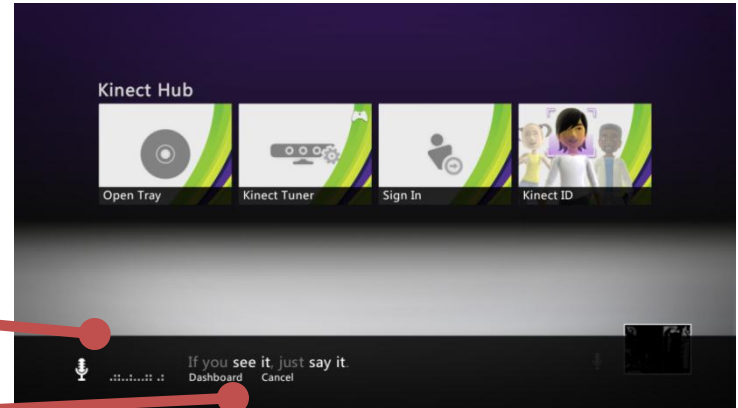 Kinect Hub
Open Tray
Kinect Tuner
Sign In
Kinect ID
If you see it, just say it.
Dashboard Cancel